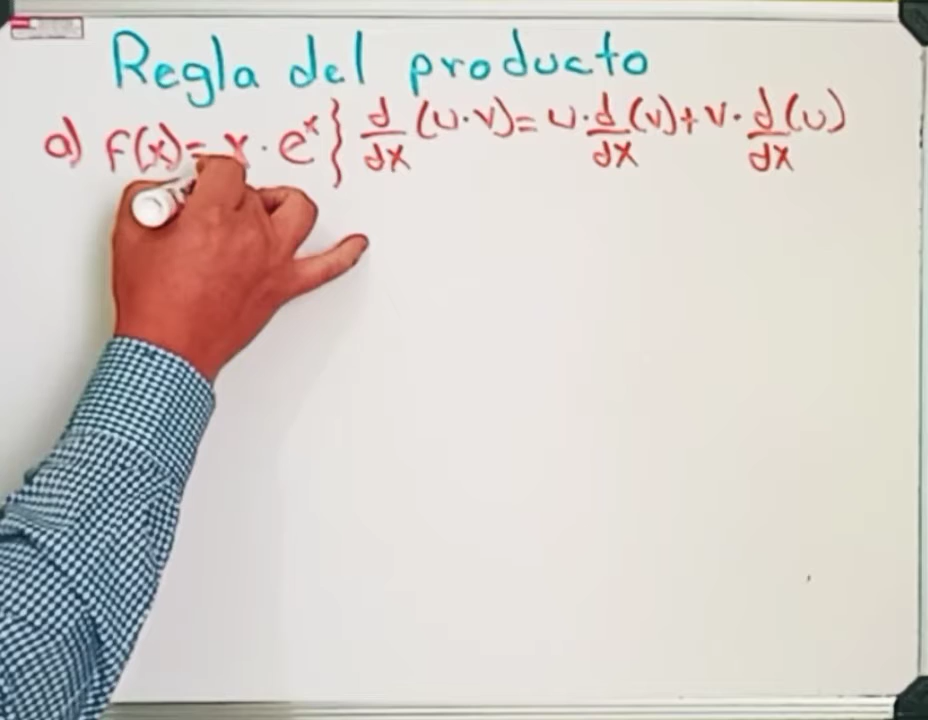 Regla del producto
a) f(x)= x · eˣ } d/dx (u·v)= u · d/dx (v)+ v · d/dx (u)